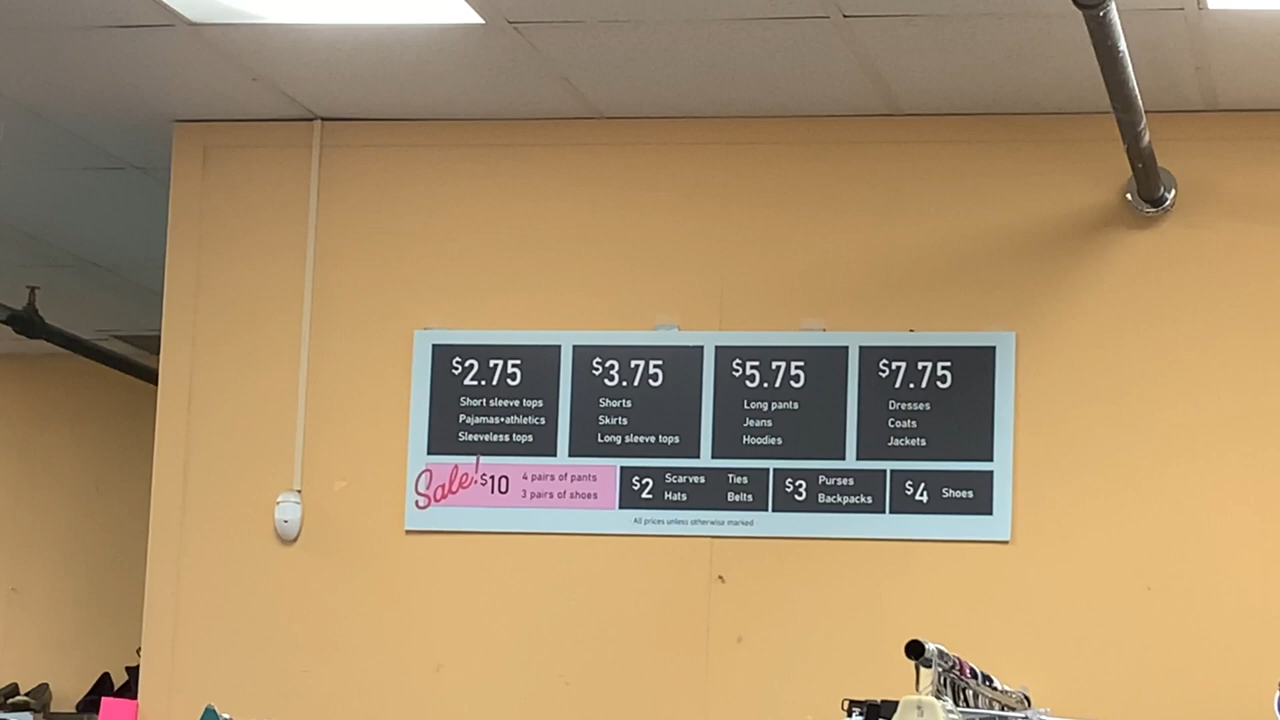 $2.75
Short sleeve tops
Pajamas+athletics
Sleeveless tops
$3.75
Shorts
Skirts
Long sleeve tops
$5.75
Long pants
Jeans
Hoodies
$7.75
Dresses
Coats
Jackets
Sale! $10
4 pairs of pants
3 pairs of shoes
$2
Scarves
Hats
Ties
Belts
$3
Purses
Backpacks
$4 Shoes
All prices unless otherwise marked